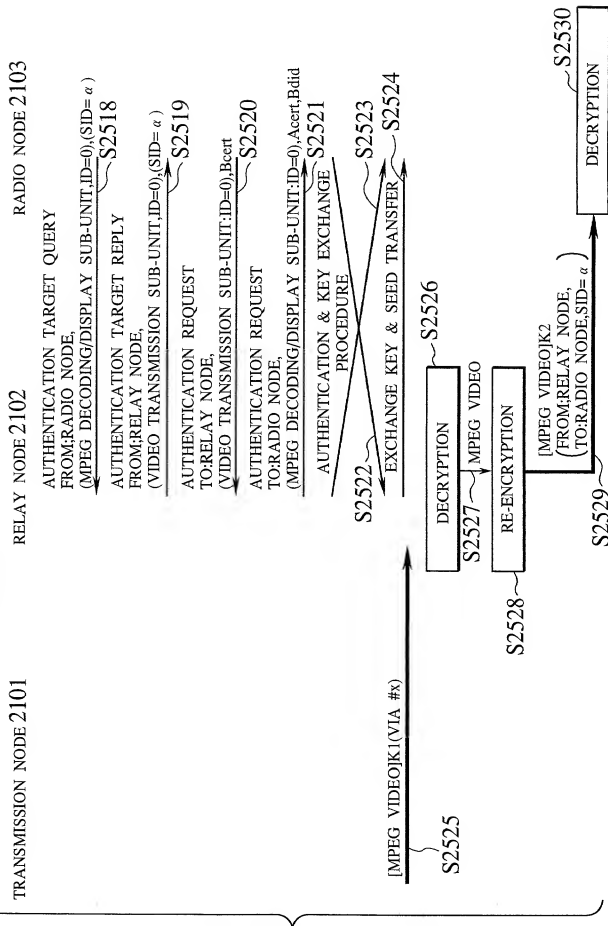 TRANSMISSION NODE 2101
RELAY NODE 2102
RADIO NODE 2103
AUTHENTICATION TARGET QUERY
FROM:RADIO NODE,
(MPEG DECODING/DISPLAY SUB-UNIT,ID=0),(SID= α )
S2518
AUTHENTICATION TARGET REPLY
FROM:RELAY NODE,
(VIDEO TRANSMISSION SUB-UNIT,ID=0),(SID= α )
S2519
AUTHENTICATION REQUEST
TO:RELAY NODE,
(VIDEO TRANSMISSION SUB-UNIT:ID=0),Bcert
S2520
AUTHENTICATION REQUEST
TO:RADIO NODE,
(MPEG DECODING/DISPLAY SUB-UNIT:ID=0),Acert,Bdid
S2521
AUTHENTICATION & KEY EXCHANGE
PROCEDURE
S2522
S2523
EXCHANGE KEY & SEED TRANSFER
S2524
[MPEG VIDEO]K1(VIA #x)
S2525
DECRYPTION
S2526
MPEG VIDEO
S2527
RE-ENCRYPTION
S2528
[MPEG VIDEO]K2
(FROM:RELAY NODE,
TO:RADIO NODE,SID= α )
S2529
DECRYPTION
S2530